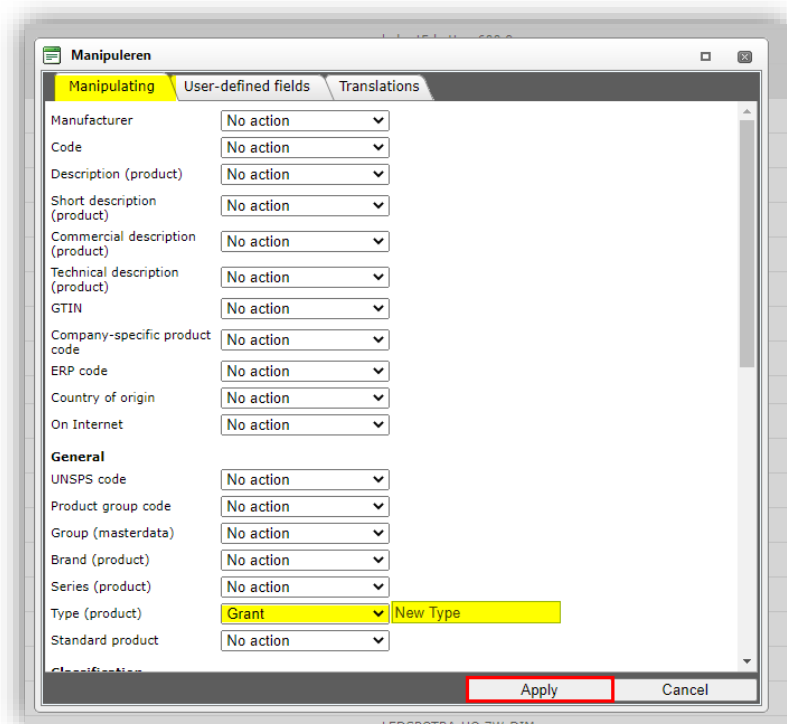 Manipuleren
Manipulating User-defined fields Translations
Manufacturer No action
Code No action
Description (product) No action
Short description
(product) No action
Commercial description
(product) No action
Technical description
(product) No action
GTIN No action
Company-specific product
code No action
ERP code No action
Country of origin No action
On Internet No action
General
UNSPS code No action
Product group code No action
Group (masterdata) No action
Brand (product) No action
Series (product) No action
Type (product) Grant New Type
Standard product No action
Classification
Apply Cancel